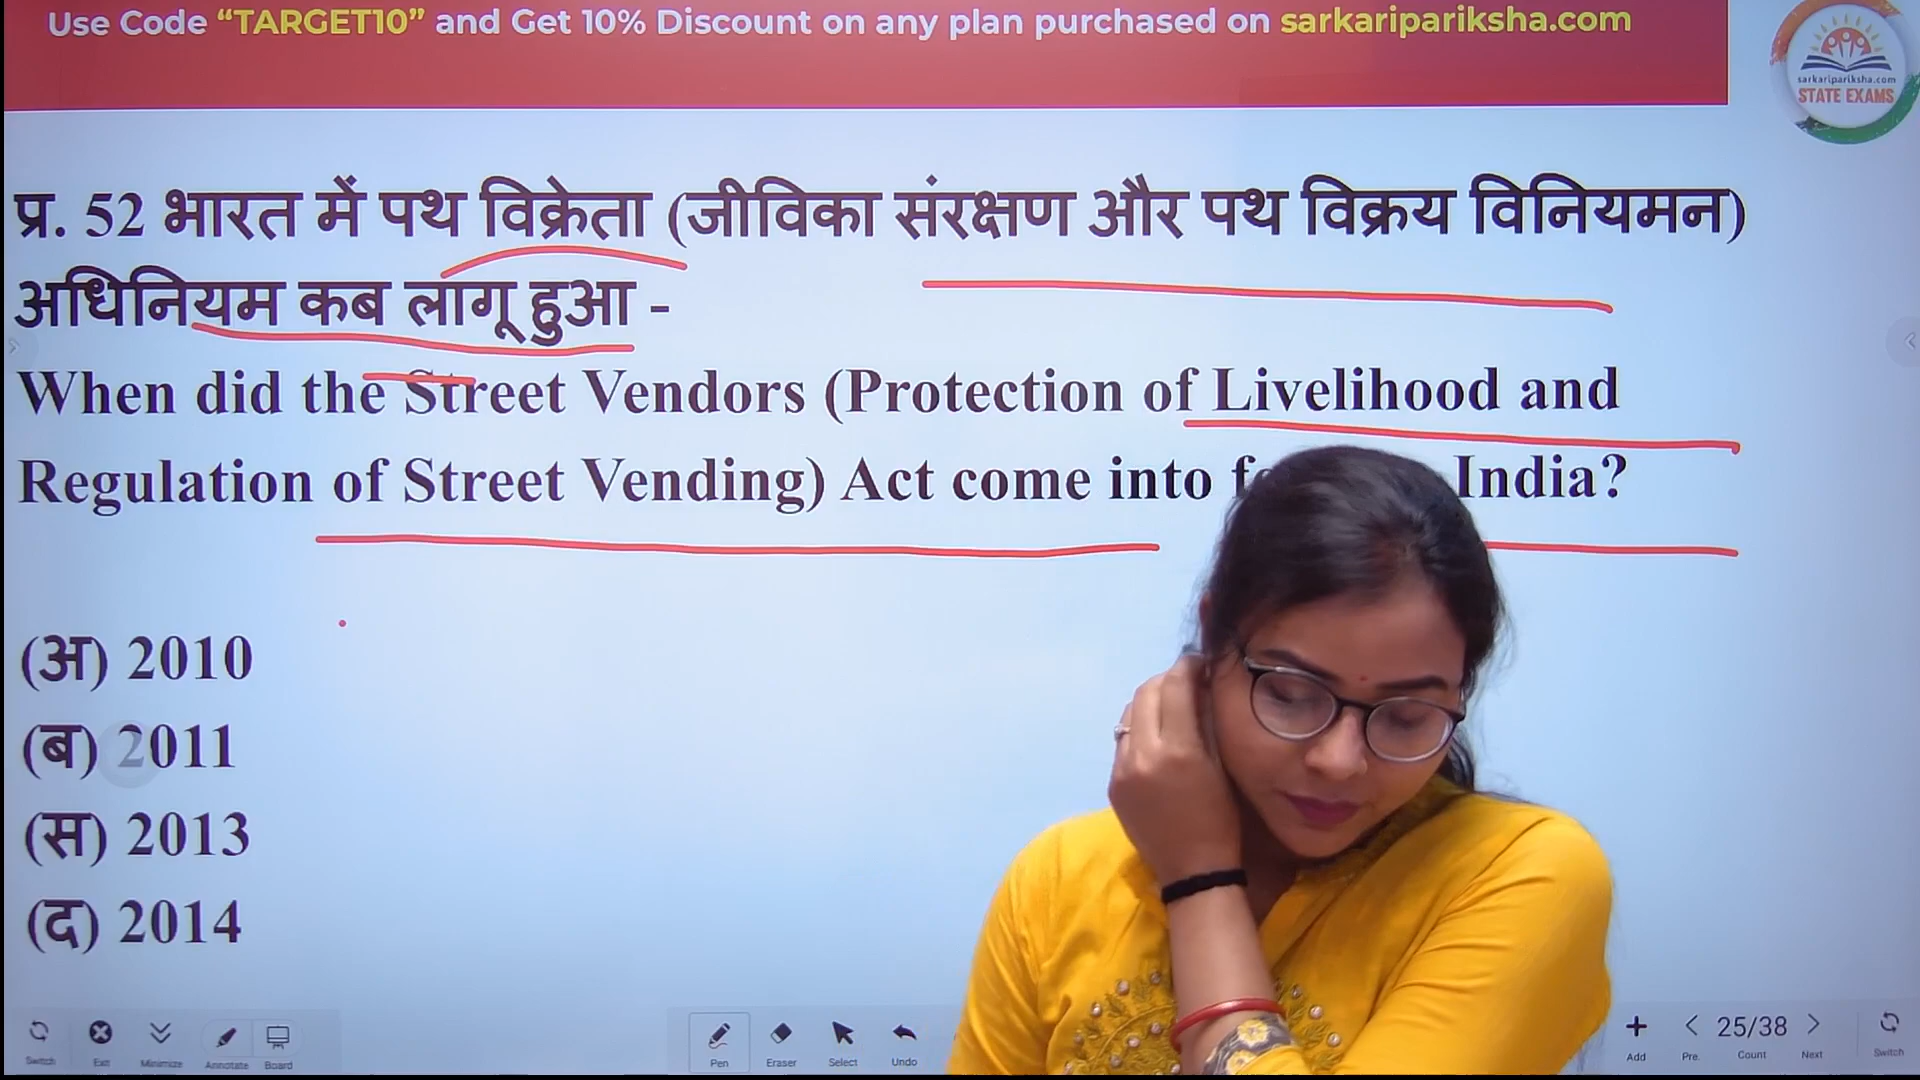 Use Code “TARGET10” and Get 10% Discount on any plan purchased on sarkaripariksha.com
sarkaripariksha.com
STATE EXAMS
प्र. 52 भारत में पथ विक्रेता (जीविका संरक्षण और पथ विक्रय विनियमन)
अधिनियम कब लागू हुआ -
When did the Street Vendors (Protection of Livelihood and
Regulation of Street Vending) Act come into India?
(अ) 2010
(ब) 2011
(स) 2013
(द) 2014
Switch Exit Minimize Annotate Board Pen Eraser Select Undo
25/38
Add Pre. Count Next Switch